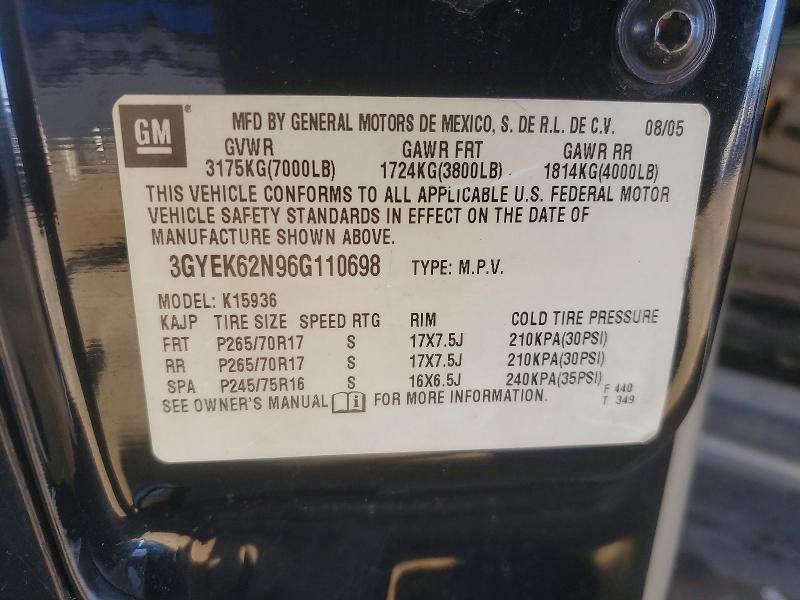 GM ® MFD BY GENERAL MOTORS DE MEXICO, S. DE R.L. DE C.V. 08/05
GVWR GAWR FRT GAWR RR
3175KG(7000LB) 1724KG(3800LB) 1814KG(4000LB)
THIS VEHICLE CONFORMS TO ALL APPLICABLE U.S. FEDERAL MOTOR
VEHICLE SAFETY STANDARDS IN EFFECT ON THE DATE OF
MANUFACTURE SHOWN ABOVE.
3GYEK62N96G110698 TYPE: M.P.V.
MODEL: K15936
KAJP TIRE SIZE SPEED RTG RIM COLD TIRE PRESSURE
FRT P265/70R17 S 17X7.5J 210KPA(30PSI)
RR P265/70R17 S 17X7.5J 210KPA(30PSI)
SPA P245/75R16 S 16X6.5J 240KPA(35PSI) F 440
SEE OWNER'S MANUAL i FOR MORE INFORMATION. T 349